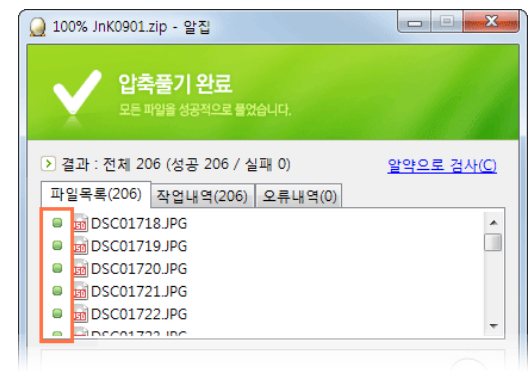 100% JnK0901.zip - 알집
압축풀기 완료
모든 파일을 성공적으로 풀었습니다.
결과 : 전체 206 (성공 206 / 실패 0) 알약으로 검사(C)
파일목록(206) 작업내역(206) 오류내역(0)
DSC01718.JPG
DSC01719.JPG
DSC01720.JPG
DSC01721.JPG
DSC01722.JPG